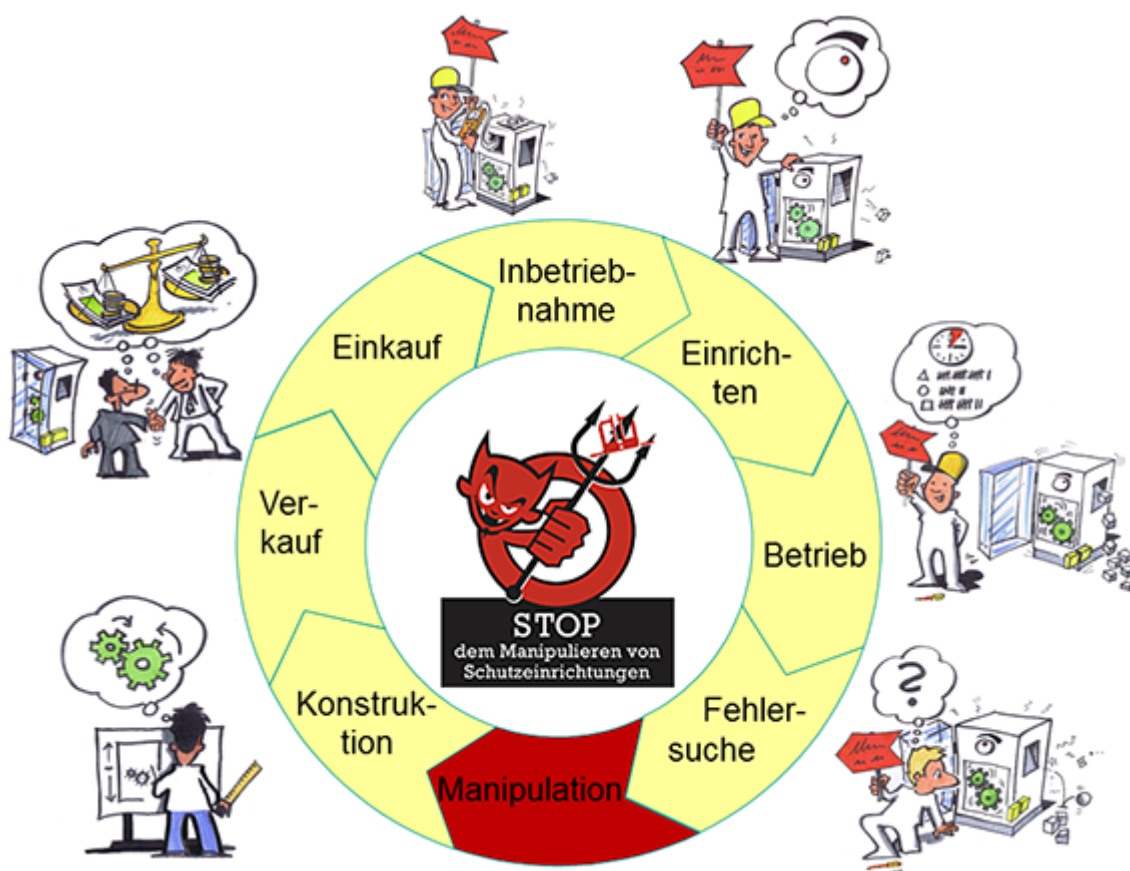 Inbetrieb-
nahme
Einrich-
ten
Betrieb
Fehler-
suche
Manipulation
Konstruk-
tion
Ver-
kauf
Einkauf
STOP
dem Manipulieren von
Schutzeinrichtungen
?